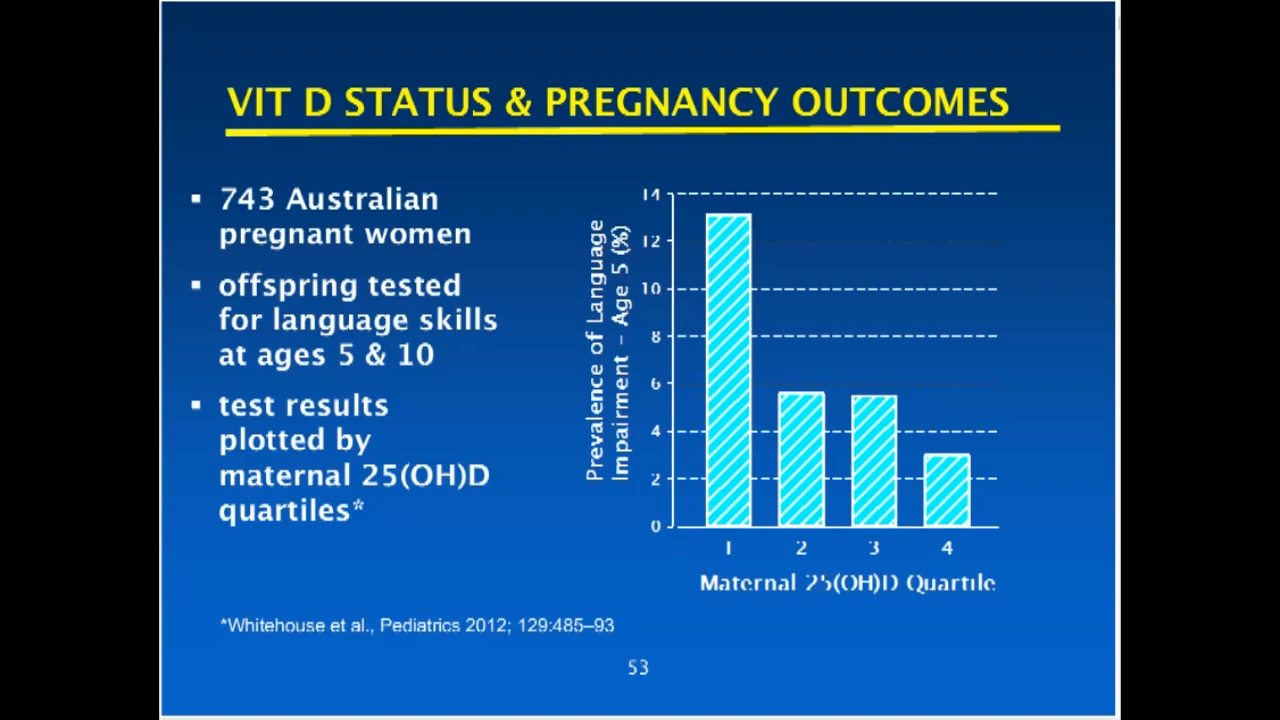 VIT D STATUS & PREGNANCY OUTCOMES
▪ 743 Australian
pregnant women
▪ offspring tested
for language skills
at ages 5 & 10
▪ test results
plotted by
maternal 25(OH)D
quartiles*
Prevalence of Language
Impairment – Age 5 (%)
14
12
10
8
6
4
2
0
1 2 3 4
Maternal 25(OH)D Quartile
*Whitehouse et al., Pediatrics 2012; 129:485–93
53